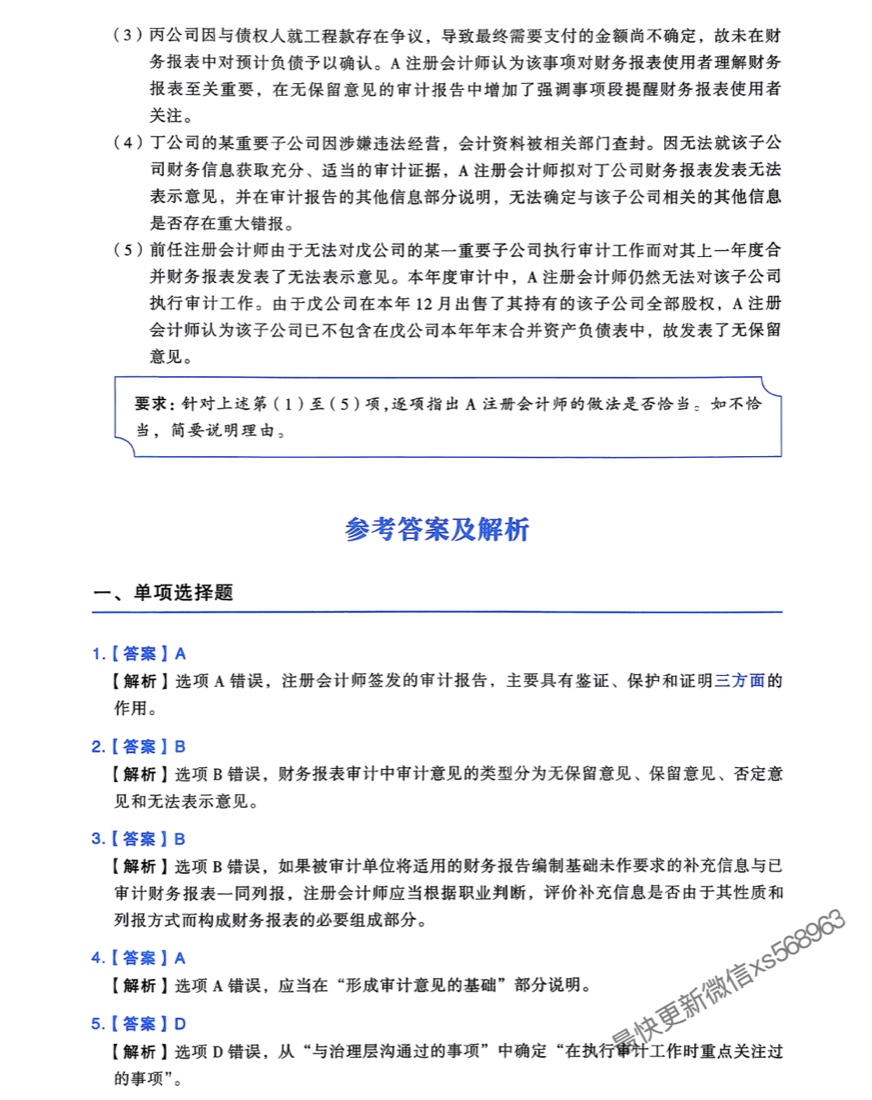 （3）丙公司因与债权人就工程款存在争议，导致最终需要支付的金额尚不确定，故未在财
务报表中对预计负债予以确认。A 注册会计师认为该事项对财务报表使用者理解财务
报表至关重要，在无保留意见的审计报告中增加了强调事项段提醒财务报表使用者
关注。
（4）丁公司的某重要子公司因涉嫌违法经营，会计资料被相关部门查封。因无法就该子公
司财务信息获取充分、适当的审计证据，A 注册会计师拟对丁公司财务报表发表无法
表示意见，并在审计报告的其他信息部分说明，无法确定与该子公司相关的其他信息
是否存在重大错报。
（5）前任注册会计师由于无法对戊公司的某一重要子公司执行审计工作而对其上一年度合
并财务报表发表了无法表示意见。本年度审计中，A 注册会计师仍然无法对该子公司
执行审计工作。由于戊公司在本年 12 月出售了其持有的该子公司全部股权，A 注册
会计师认为该子公司已不包含在戊公司本年年末合并资产负债表中，故发表了无保留
意见。
要求：针对上述第（1）至（5）项，逐项指出 A 注册会计师的做法是否恰当。如不恰
当，简要说明理由。
参考答案及解析
一、单项选择题
1.【答案】A
【解析】选项 A 错误，注册会计师签发的审计报告，主要具有鉴证、保护和证明三方面的
作用。
2.【答案】B
【解析】选项 B 错误，财务报表审计中审计意见的类型分为无保留意见、保留意见、否定意
见和无法表示意见。
3.【答案】B
【解析】选项 B 错误，如果被审计单位将适用的财务报告编制基础未作要求的补充信息与已
审计财务报表一同列报，注册会计师应当根据职业判断，评价补充信息是否由于其性质和
列报方式而构成财务报表的必要组成部分。
4.【答案】A
【解析】选项 A 错误，应当在“形成审计意见的基础”部分说明。
5.【答案】D
【解析】选项 D 错误，从“与治理层沟通过的事项”中确定“在执行审计工作时重点关注过
的事项”。
最快更新微信xs568963